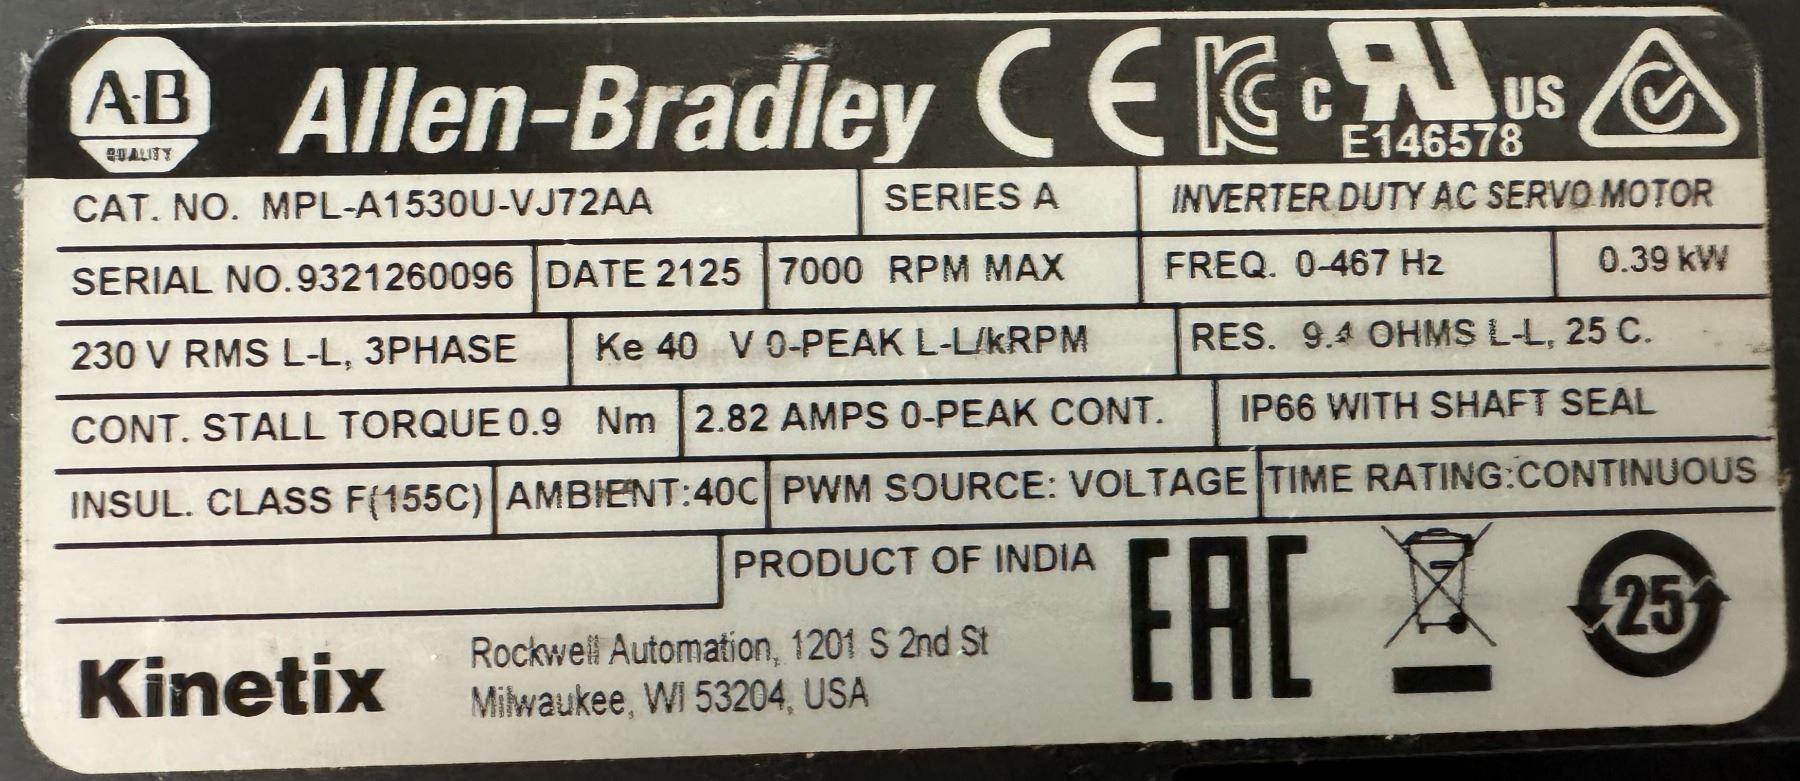 A-B QUALITY Allen-Bradley CE KC c RU US
E146578
CAT. NO. MPL-A1530U-VJ72AA SERIES A INVERTER DUTY AC SERVO MOTOR
SERIAL NO.9321260096 DATE 2125 7000 RPM MAX FREQ. 0-467 Hz 0.39 kW
230 V RMS L-L, 3PHASE Ke 40 V 0-PEAK L-L/kRPM RES. 9.4 OHMS L-L, 25 C.
CONT. STALL TORQUE 0.9 Nm 2.82 AMPS 0-PEAK CONT. IP66 WITH SHAFT SEAL
INSUL. CLASS F(155C) AMBIENT:40C PWM SOURCE: VOLTAGE TIME RATING:CONTINUOUS
PRODUCT OF INDIA EAC 25
Kinetix
Rockwell Automation, 1201 S 2nd St
Milwaukee, WI 53204, USA